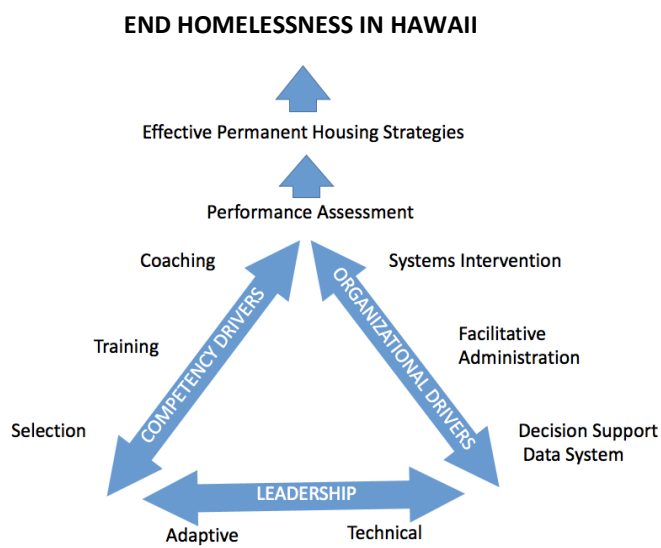 END HOMELESSNESS IN HAWAII
Effective Permanent Housing Strategies
Performance Assessment
Coaching
Systems Intervention
COMPETENCY DRIVERS
ORGANIZATIONAL DRIVERS
Training
Facilitative
Administration
Selection
Decision Support
Data System
LEADERSHIP
Adaptive
Technical